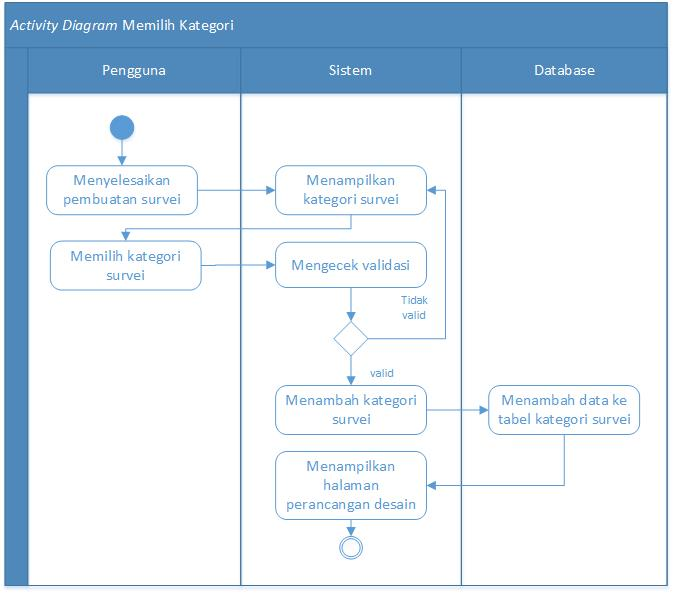 Activity Diagram Memilih Kategori
Pengguna
Sistem
Database
Menyelesaikan
pembuatan survei
Menampilkan
kategori survei
Memilih kategori
survei
Mengecek validasi
Tidak
valid
valid
Menambah kategori
survei
Menambah data ke
tabel kategori survei
Menampilkan
halaman
perancangan desain